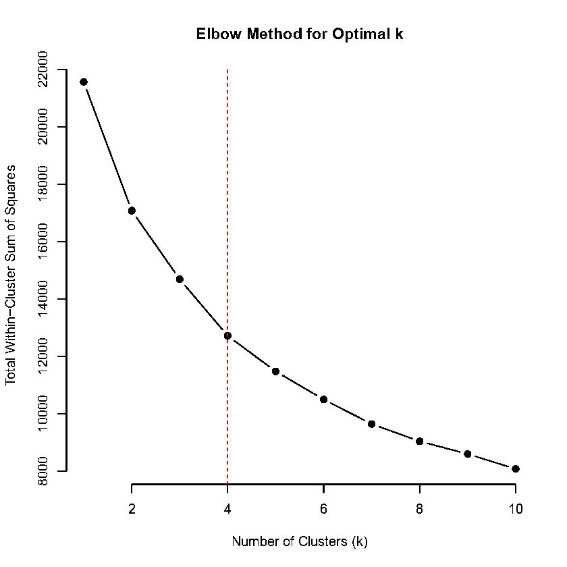 Elbow Method for Optimal k
Total Within−Cluster Sum of Squares
22000
20000
18000
16000
14000
12000
10000
8000
2 4 6 8 10
Number of Clusters (k)